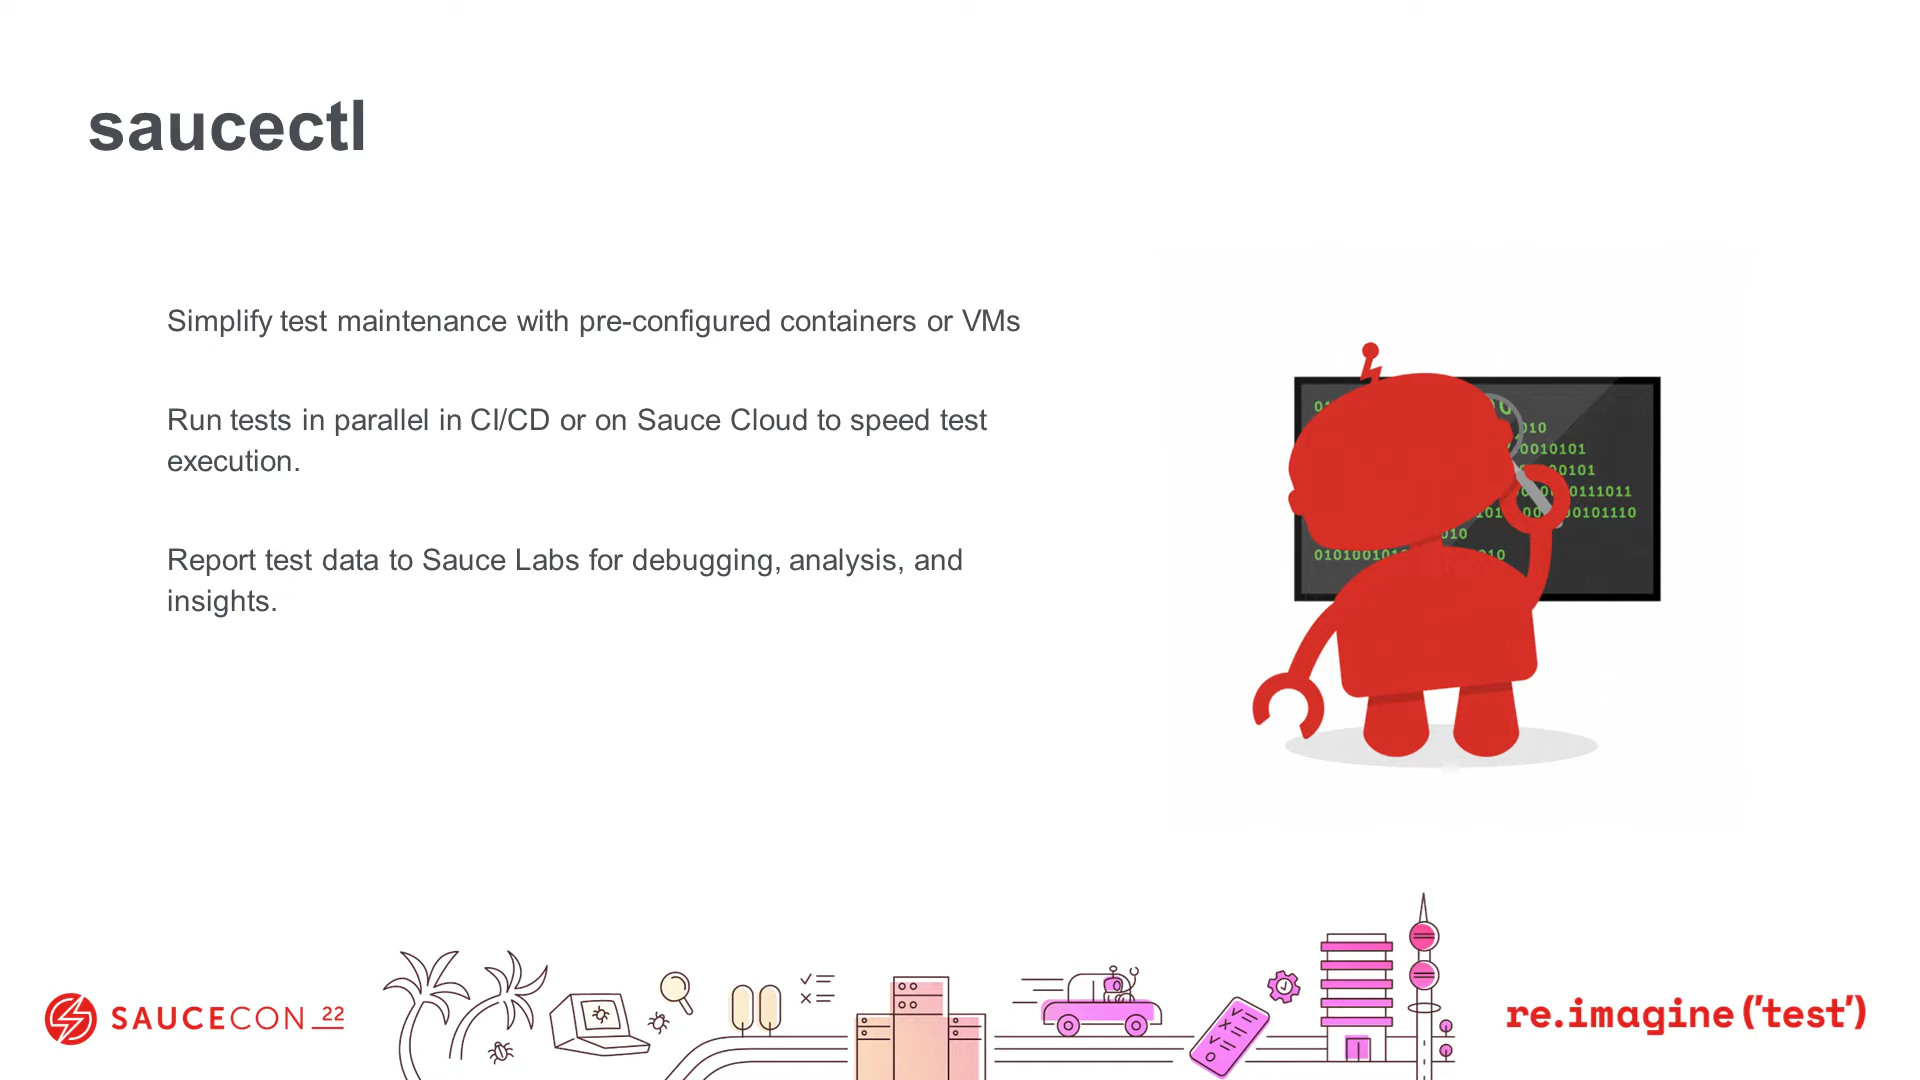 saucectl
Simplify test maintenance with pre-configured containers or VMs
Run tests in parallel in CI/CD or on Sauce Cloud to speed test
execution.
Report test data to Sauce Labs for debugging, analysis, and
insights.
SAUCECON_22
re.imagine('test')